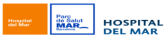 Hospital
del Mar
Parc
de Salut
MAR
Barcelona
HOSPITAL
DEL MAR